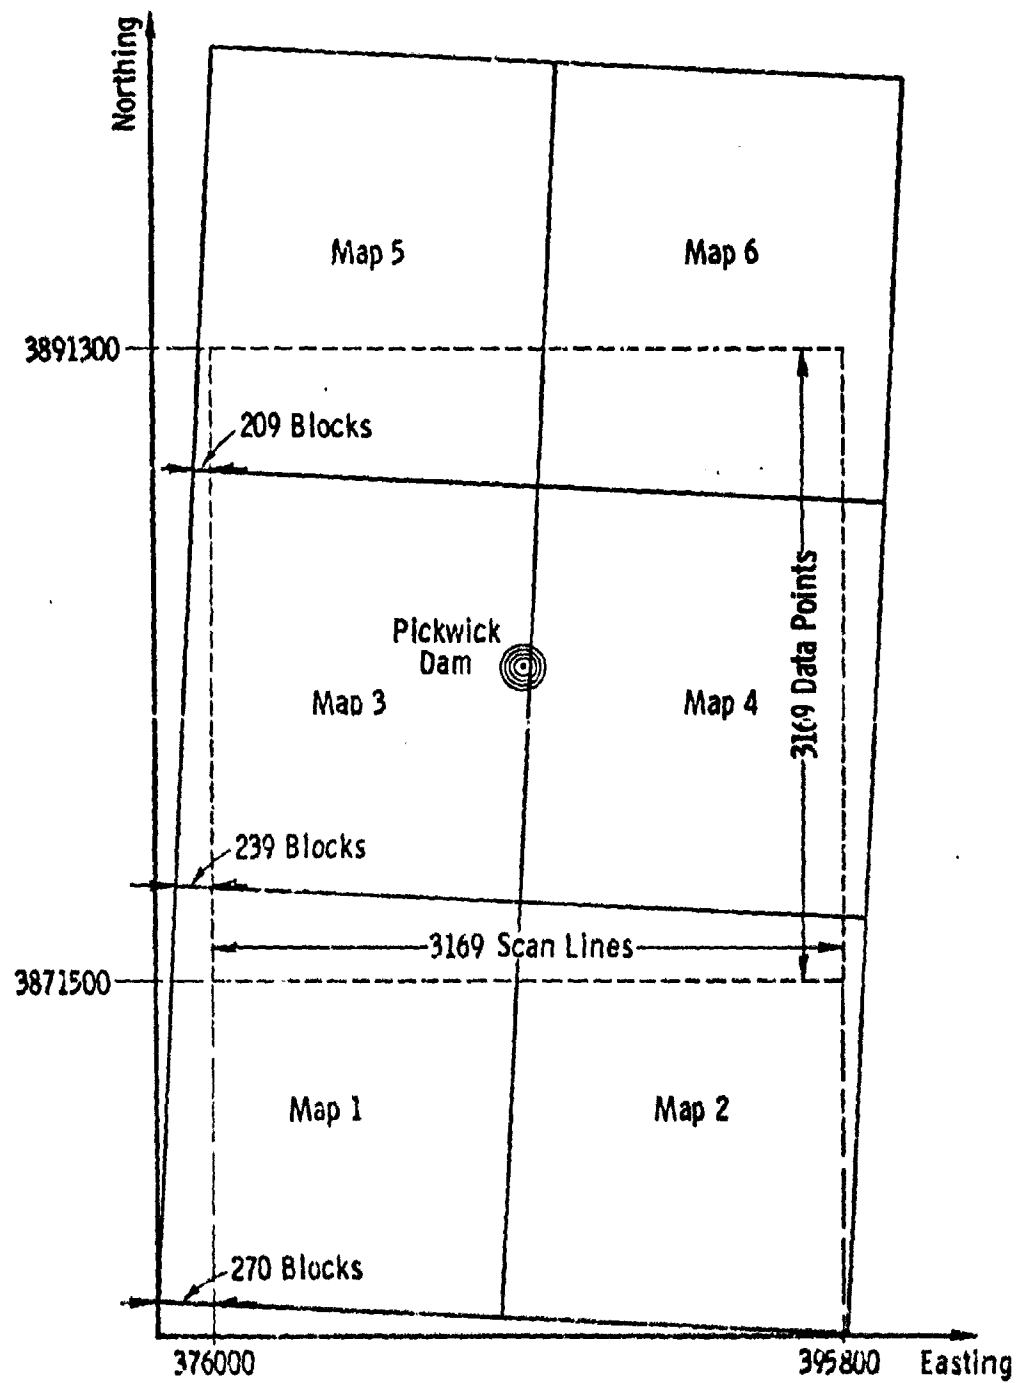 Northing
Map 5
Map 6
3891300
209 Blocks
3169 Data Points
Pickwick
Dam
Map 3
Map 4
239 Blocks
3169 Scan Lines
3871500
Map 1
Map 2
270 Blocks
376000
395800
Easting